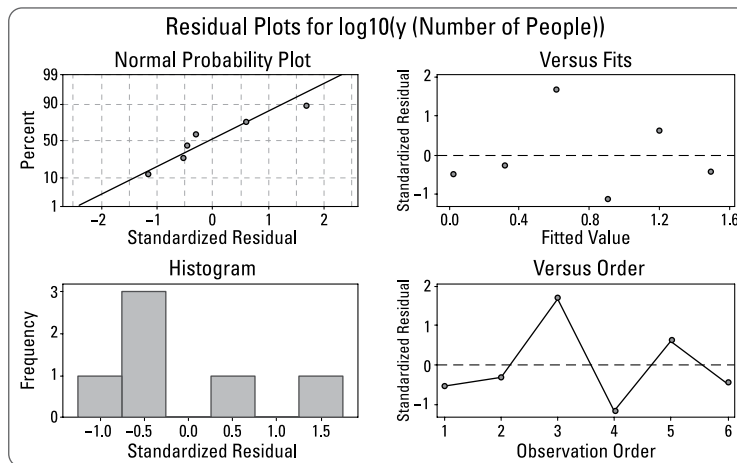 Residual Plots for log10(y (Number of People))
Normal Probability Plot
99
90
50
10
1
Percent
−2 −1 0 1 2
Standardized Residual
Versus Fits
2
1
0
−1
Standardized Residual
0.0 0.4 0.8 1.2 1.6
Fitted Value
Histogram
3
2
1
0
Frequency
−1.0 −0.5 0.0 0.5 1.0 1.5
Standardized Residual
Versus Order
2
1
0
−1
Standardized Residual
1 2 3 4 5 6
Observation Order